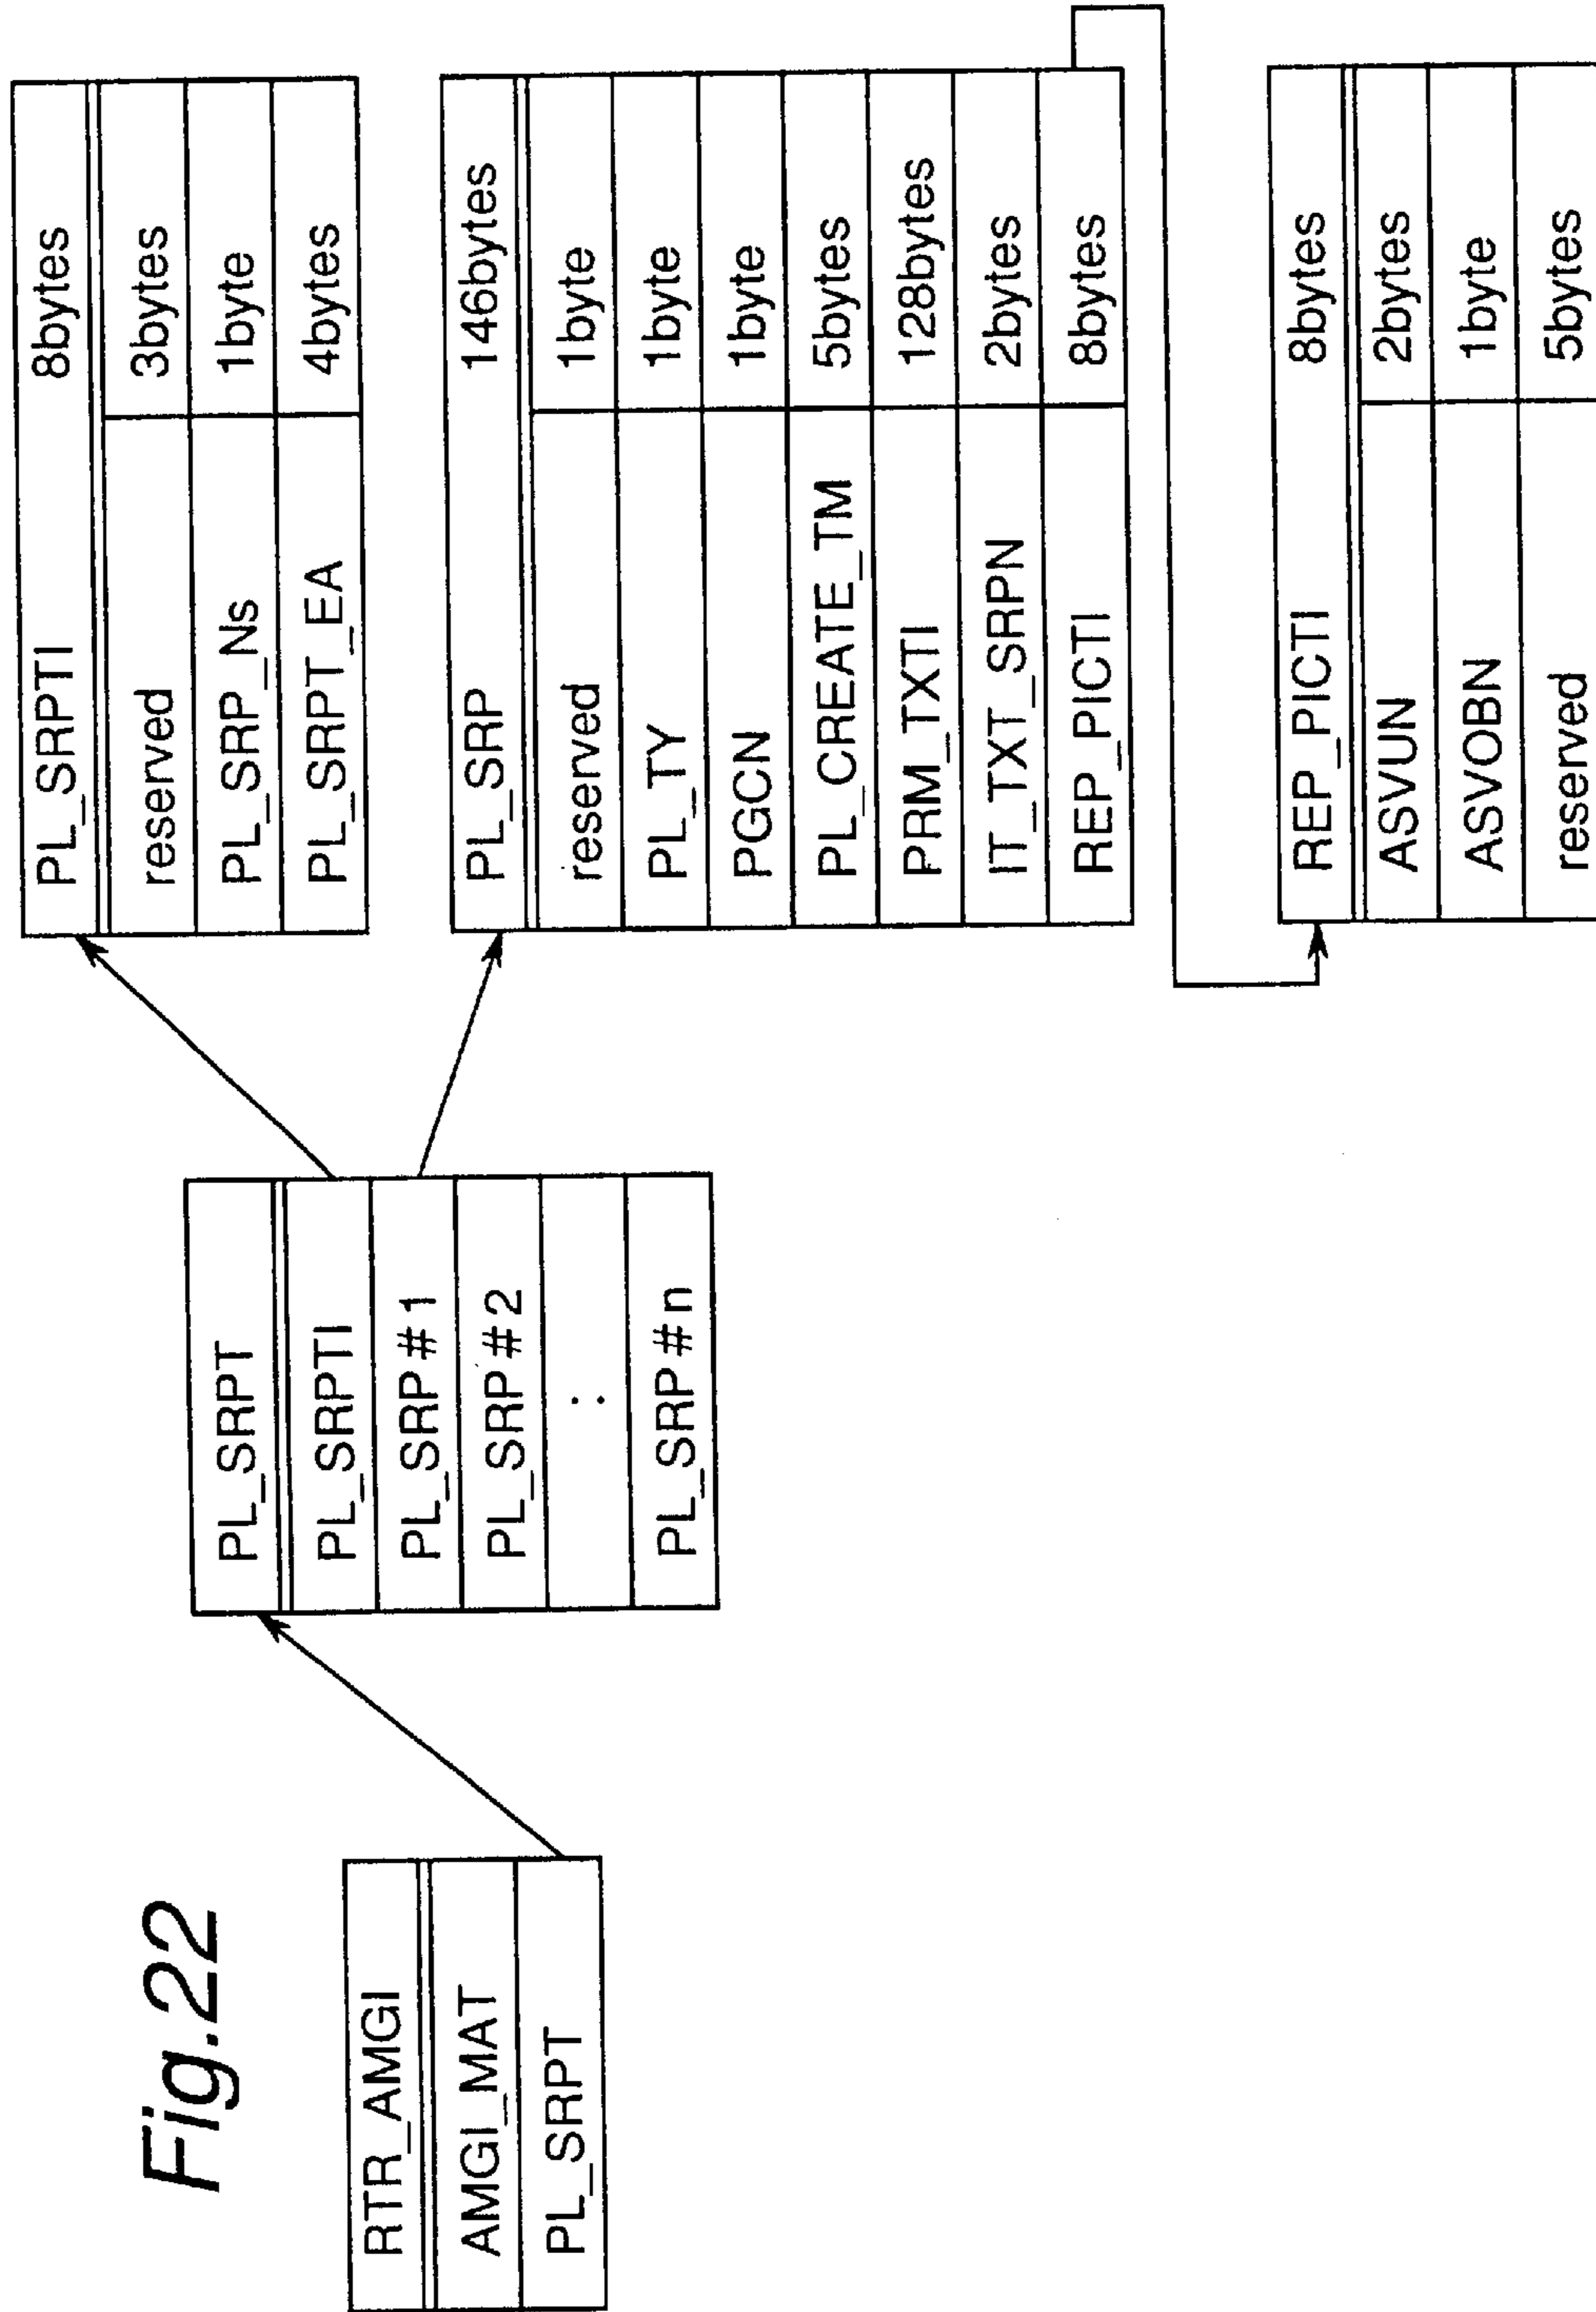 Fig.22
RTR_AMGI
AMGI_MAT
PL_SRPT
PL_SRPT
PL_SRPTI
PL_SRP#1
PL_SRP#2
:
PL_SRP#n
PL_SRPTI 8bytes
reserved 3bytes
PL_SRP_Ns 1byte
PL_SRPT_EA 4bytes
PL_SRP 146bytes
reserved 1byte
PL_TY 1byte
PGCN 1byte
PL_CREATE_TM 5bytes
PRM_TXTI 128bytes
IT_TXT_SRPN 2bytes
REP_PICTI 8bytes
REP_PICTI 8bytes
ASVUN 2bytes
ASVOBN 1byte
reserved 5bytes